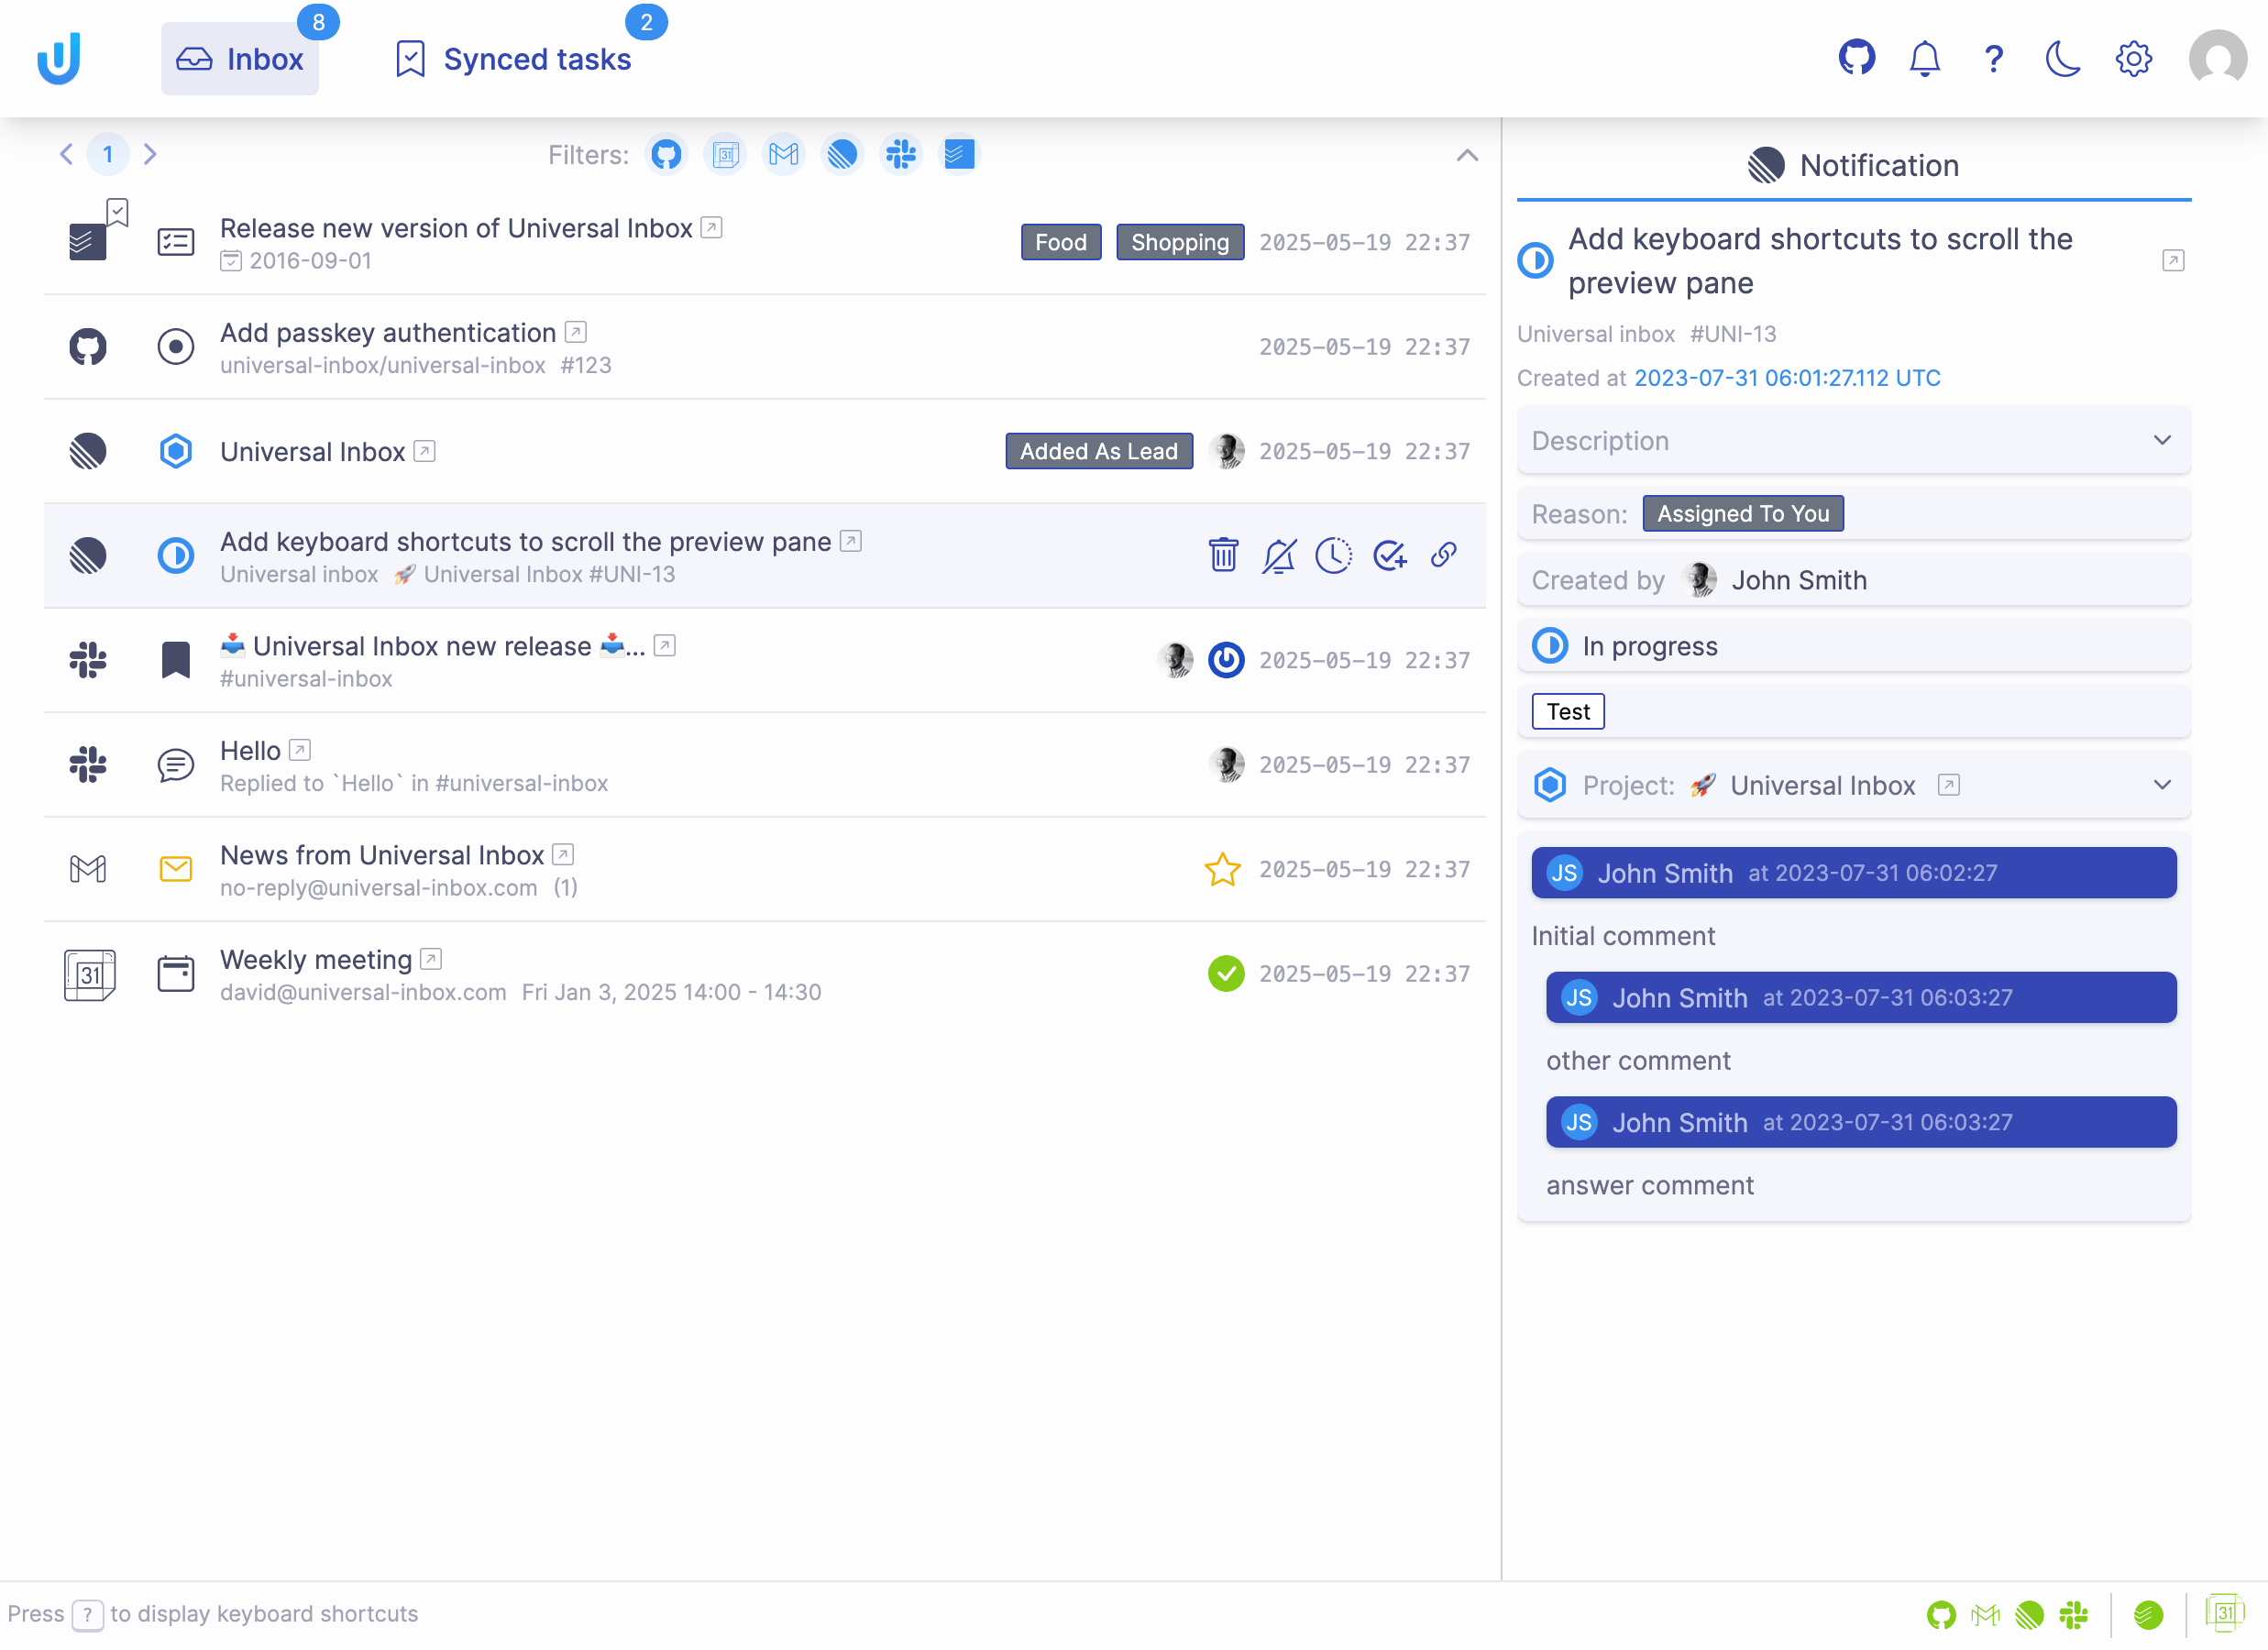 Inbox
8
Synced tasks
2
?
1
Filters:
31
Release new version of Universal Inbox
2016-09-01
Food
Shopping
2025-05-19 22:37
Add passkey authentication
universal-inbox/universal-inbox #123
2025-05-19 22:37
Universal Inbox
Added As Lead
2025-05-19 22:37
Add keyboard shortcuts to scroll the preview pane
Universal inbox 🚀 Universal Inbox #UNI-13
📥 Universal Inbox new release 📥...
#universal-inbox
2025-05-19 22:37
Hello
Replied to `Hello` in #universal-inbox
2025-05-19 22:37
News from Universal Inbox
no-reply@universal-inbox.com (1)
2025-05-19 22:37
31
Weekly meeting
david@universal-inbox.com Fri Jan 3, 2025 14:00 - 14:30
2025-05-19 22:37
Notification
Add keyboard shortcuts to scroll the
preview pane
Universal inbox #UNI-13
Created at 2023-07-31 06:01:27.112 UTC
Description
Reason: Assigned To You
Created by John Smith
In progress
Test
Project: 🚀 Universal Inbox
JS John Smith at 2023-07-31 06:02:27
Initial comment
JS John Smith at 2023-07-31 06:03:27
other comment
JS John Smith at 2023-07-31 06:03:27
answer comment
Press ? to display keyboard shortcuts
31